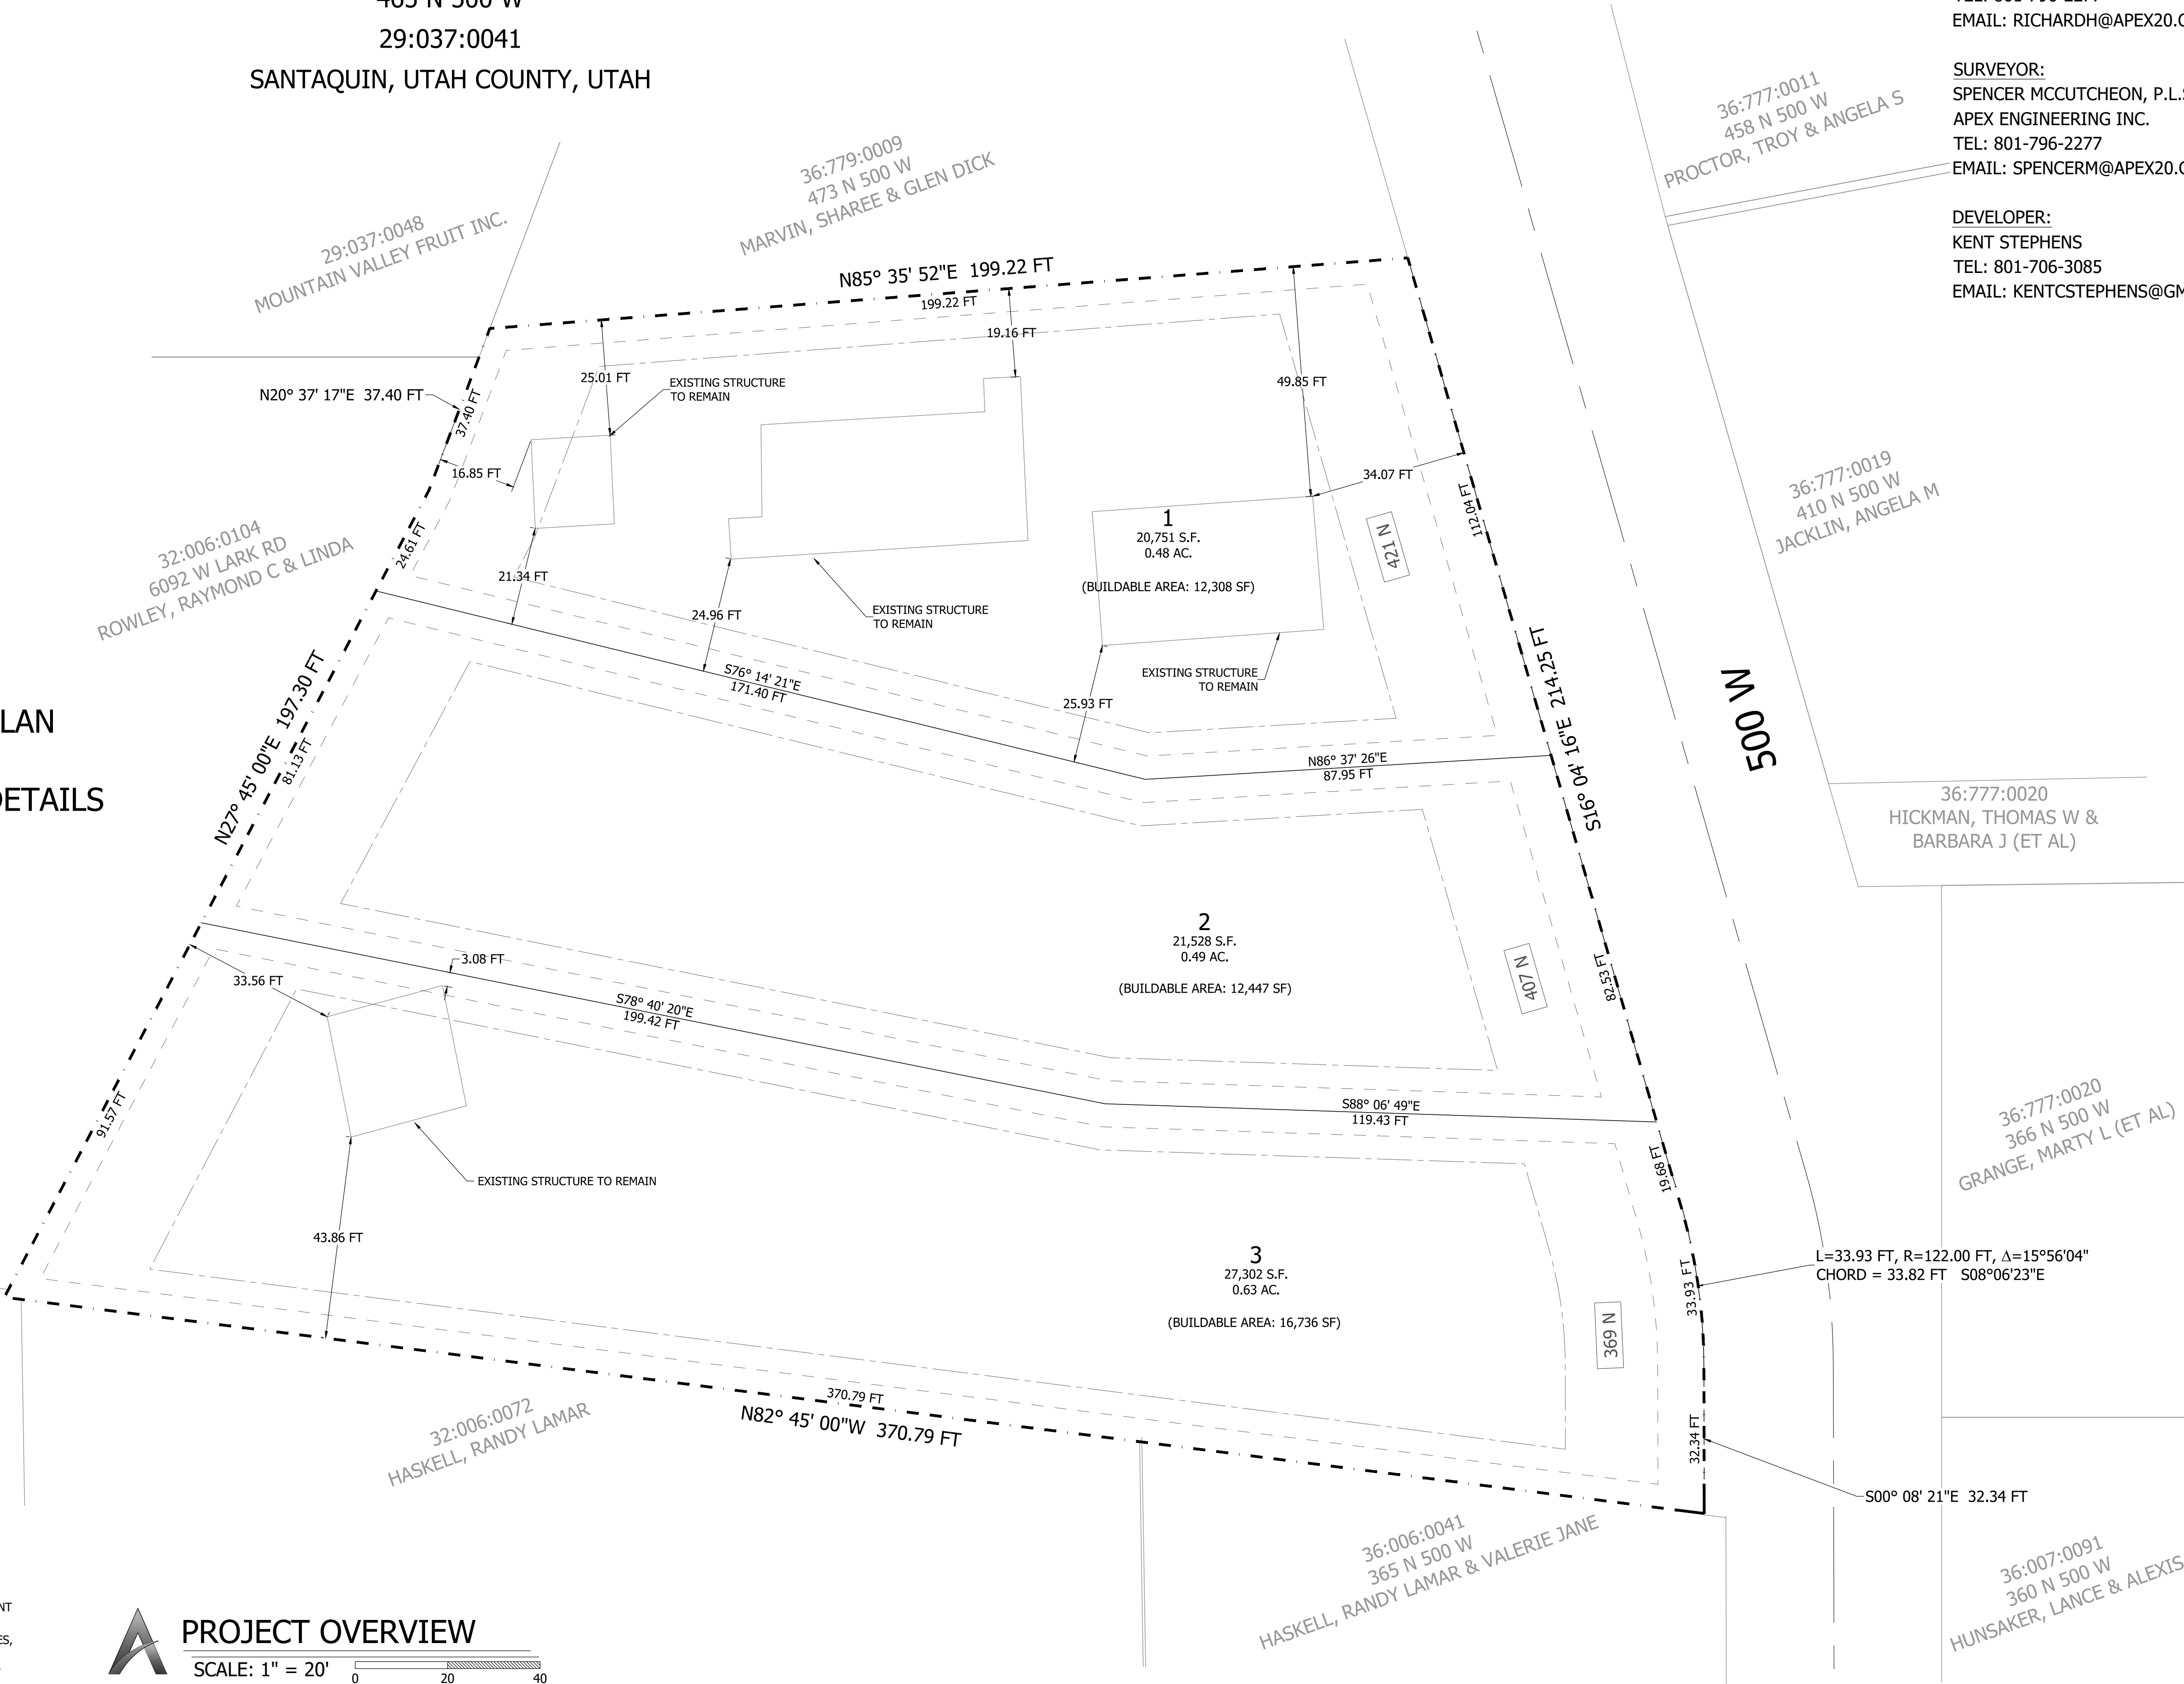 29:037:0041
SANTAQUIN, UTAH COUNTY, UTAH
EMAIL: RICHARDH@APEX20.C
SURVEYOR:
SPENCER MCCUTCHEON, P.L.S
APEX ENGINEERING INC.
TEL: 801-796-2277
EMAIL: SPENCERM@APEX20.C
DEVELOPER:
KENT STEPHENS
TEL: 801-706-3085
EMAIL: KENTCSTEPHENS@GM
36:777:0011
458 N 500 W
PROCTOR, TROY & ANGELA S
36:779:0009
473 N 500 W
MARVIN, SHAREE & GLEN DICK
29:037:0048
MOUNTAIN VALLEY FRUIT INC.
N85° 35' 52"E 199.22 FT
199.22 FT
19.16 FT
25.01 FT
EXISTING STRUCTURE
TO REMAIN
49.85 FT
N20° 37' 17"E 37.40 FT
37.40 FT
16.85 FT
34.07 FT
112.04 FT
36:777:0019
410 N 500 W
JACKLIN, ANGELA M
32:006:0104
6092 W LARK RD
ROWLEY, RAYMOND C & LINDA
24.61 FT
21.34 FT
24.96 FT
EXISTING STRUCTURE
TO REMAIN
1
20,751 S.F.
0.48 AC.
(BUILDABLE AREA: 12,308 SF)
421 N
EXISTING STRUCTURE
TO REMAIN
25.93 FT
S76° 14' 21"E
171.40 FT
N86° 37' 26"E
87.95 FT
S16° 04' 16"E 214.25 FT
500 W
N27° 45' 00"E 197.30 FT
81.13 FT
LAN
DETAILS
36:777:0020
HICKMAN, THOMAS W &
BARBARA J (ET AL)
2
21,528 S.F.
0.49 AC.
(BUILDABLE AREA: 12,447 SF)
407 N
82.53 FT
3.08 FT
33.56 FT
S78° 40' 20"E
199.42 FT
S88° 06' 49"E
119.43 FT
91.57 FT
19.68 FT
36:777:0020
366 N 500 W
GRANGE, MARTY L (ET AL)
EXISTING STRUCTURE TO REMAIN
43.86 FT
3
27,302 S.F.
0.63 AC.
(BUILDABLE AREA: 16,736 SF)
369 N
33.93 FT
L=33.93 FT, R=122.00 FT, Δ=15°56'04"
CHORD = 33.82 FT S08°06'23"E
370.79 FT
N82° 45' 00"W 370.79 FT
32.34 FT
S00° 08' 21"E 32.34 FT
32:006:0072
HASKELL, RANDY LAMAR
36:006:0041
365 N 500 W
HASKELL, RANDY LAMAR & VALERIE JANE
36:007:0091
360 N 500 W
HUNSAKER, LANCE & ALEXIS
NT
ES,
PROJECT OVERVIEW
SCALE: 1" = 20'
0 20 40